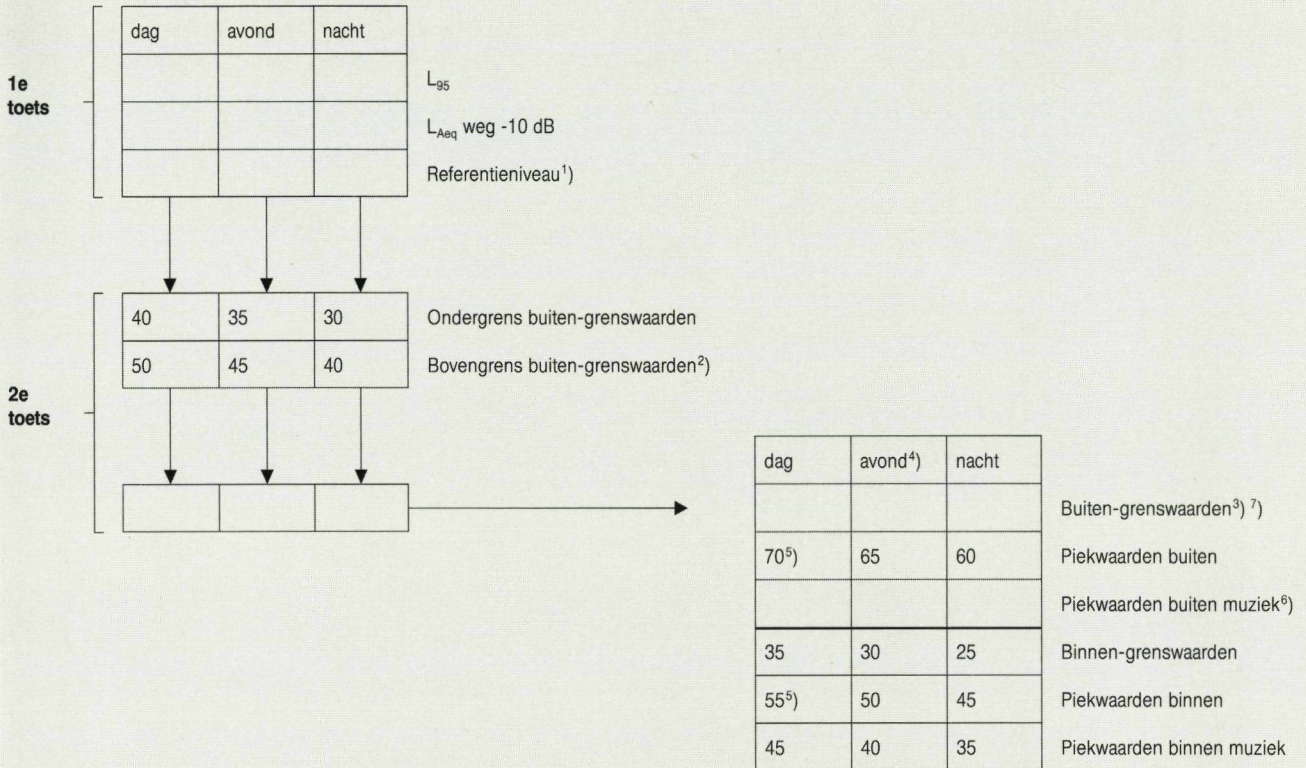 dag avond nacht
1e
toets
L₉₅
L_Aeq weg -10 dB
Referentieniveau¹)
40 35 30 Ondergrens buiten-grenswaarden
50 45 40 Bovengrens buiten-grenswaarden²)
2e
toets
dag avond⁴) nacht
Buiten-grenswaarden³) ⁷)
70⁵) 65 60 Piekwaarden buiten
Piekwaarden buiten muziek⁶)
35 30 25 Binnen-grenswaarden
55⁵) 50 45 Piekwaarden binnen
45 40 35 Piekwaarden binnen muziek